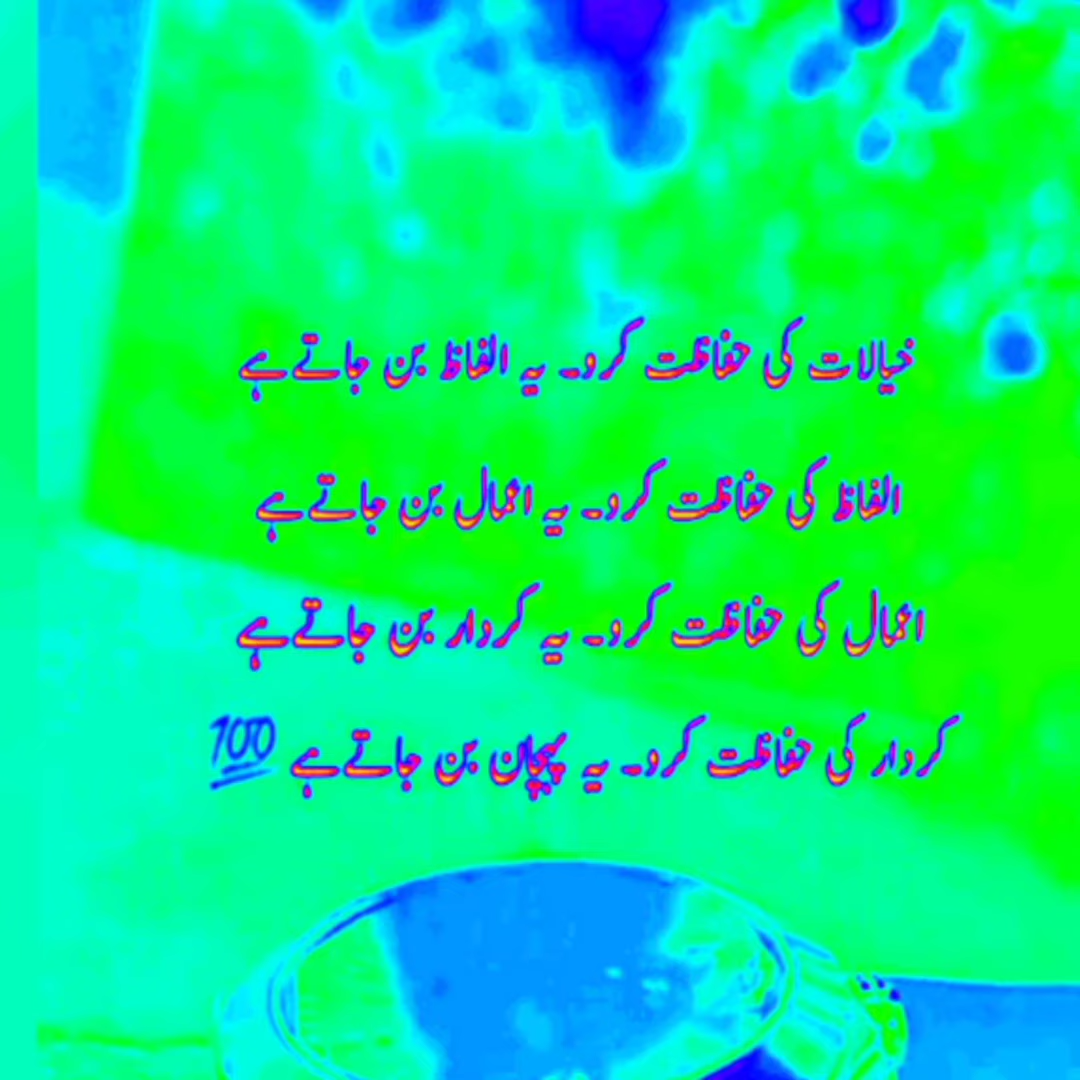 خیالات کی حفاظت کرو۔ یہ الفاظ بن جاتے ہے
الفاظ کی حفاظت کرو۔ یہ اعمال بن جاتے ہے
اعمال کی حفاظت کرو۔ یہ کردار بن جاتے ہے
کردار کی حفاظت کرو۔ یہ پہچان بن جاتے ہے 💯